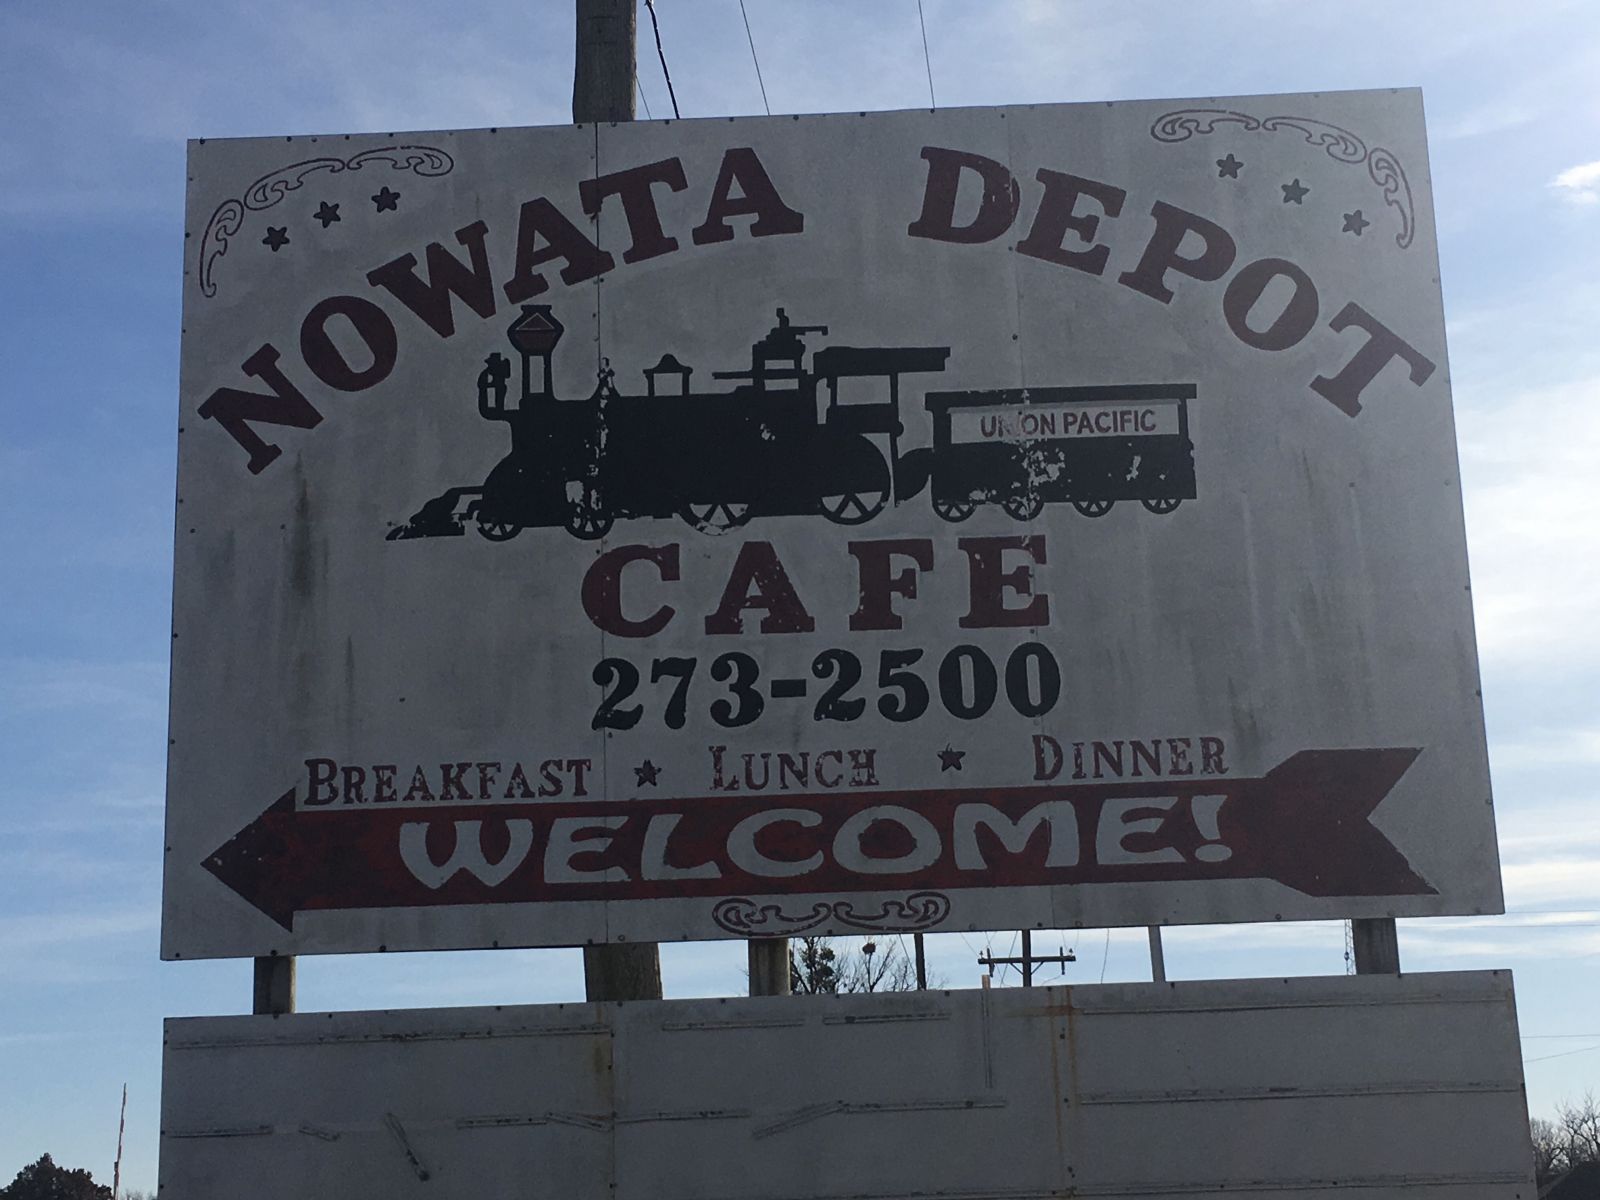 NOWATA DEPOT
UNION PACIFIC
CAFE
273-2500
BREAKFAST ★ LUNCH ★ DINNER
WELCOME!